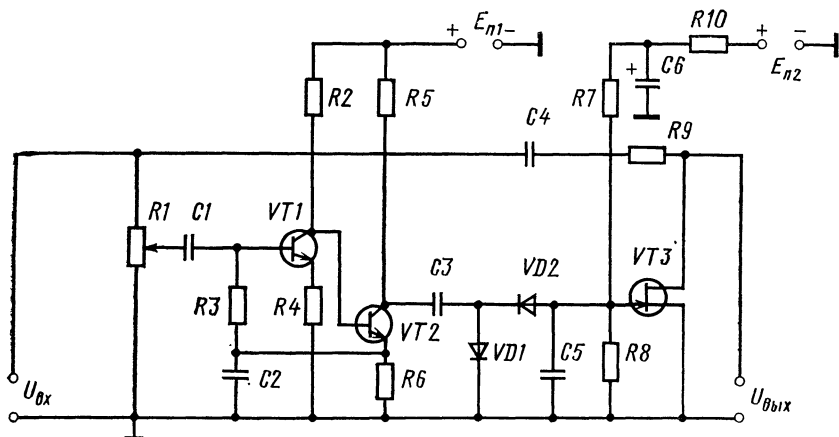 + Eп1 -
R10
+ -
Eп2
R2
R5
R7
+ C6
C4
R9
R1
C1
VT1
VT3
C3
VD2
R3
R4
VT2
VD1
C5
R8
Uвх
C2
R6
Uвых